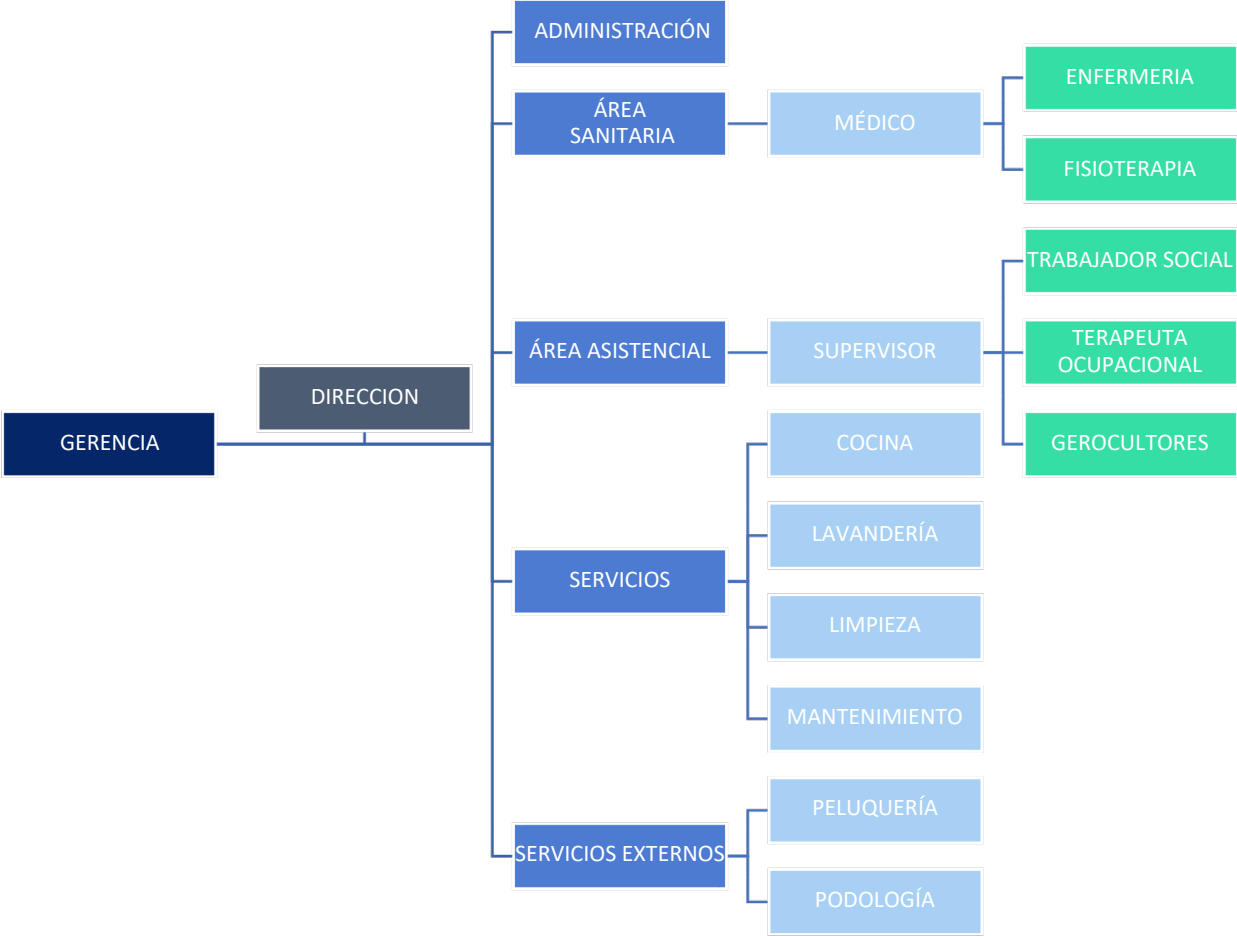 ADMINISTRACIÓN
ÁREA
SANITARIA
MÉDICO
ENFERMERIA
FISIOTERAPIA
TRABAJADOR SOCIAL
ÁREA ASISTENCIAL
SUPERVISOR
TERAPEUTA
OCUPACIONAL
DIRECCION
GERENCIA
COCINA
GEROCULTORES
LAVANDERÍA
SERVICIOS
LIMPIEZA
MANTENIMIENTO
PELUQUERÍA
SERVICIOS EXTERNOS
PODOLOGÍA